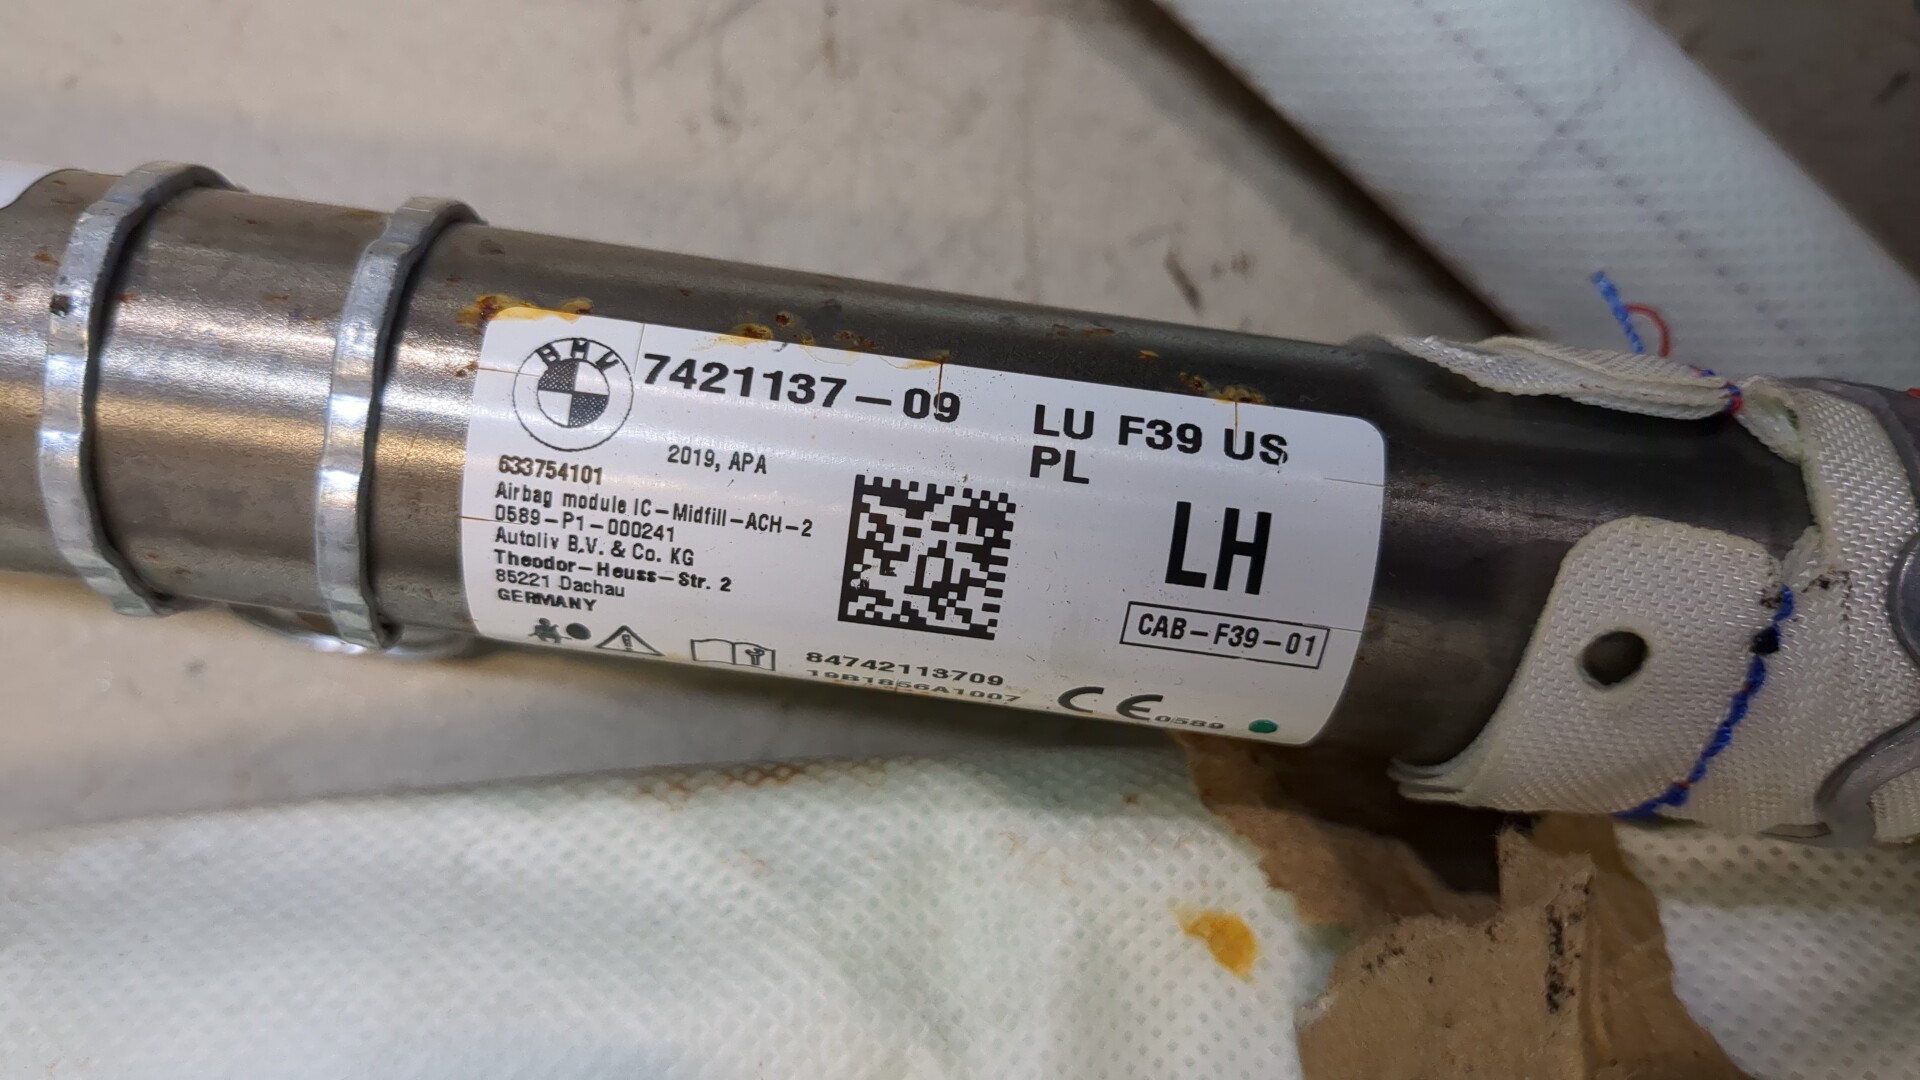 BMW
7421137-09
LU F39 US
PL
2019, APA
633754101
Airbag module IC-Midfill-ACH-2
0589-P1-000241
Autoliv B.V. & Co. KG
Theodor-Heuss-Str. 2
85221 Dachau
GERMANY
LH
CAB-F39-01
84742113709
19B1856A1007
CE 0589